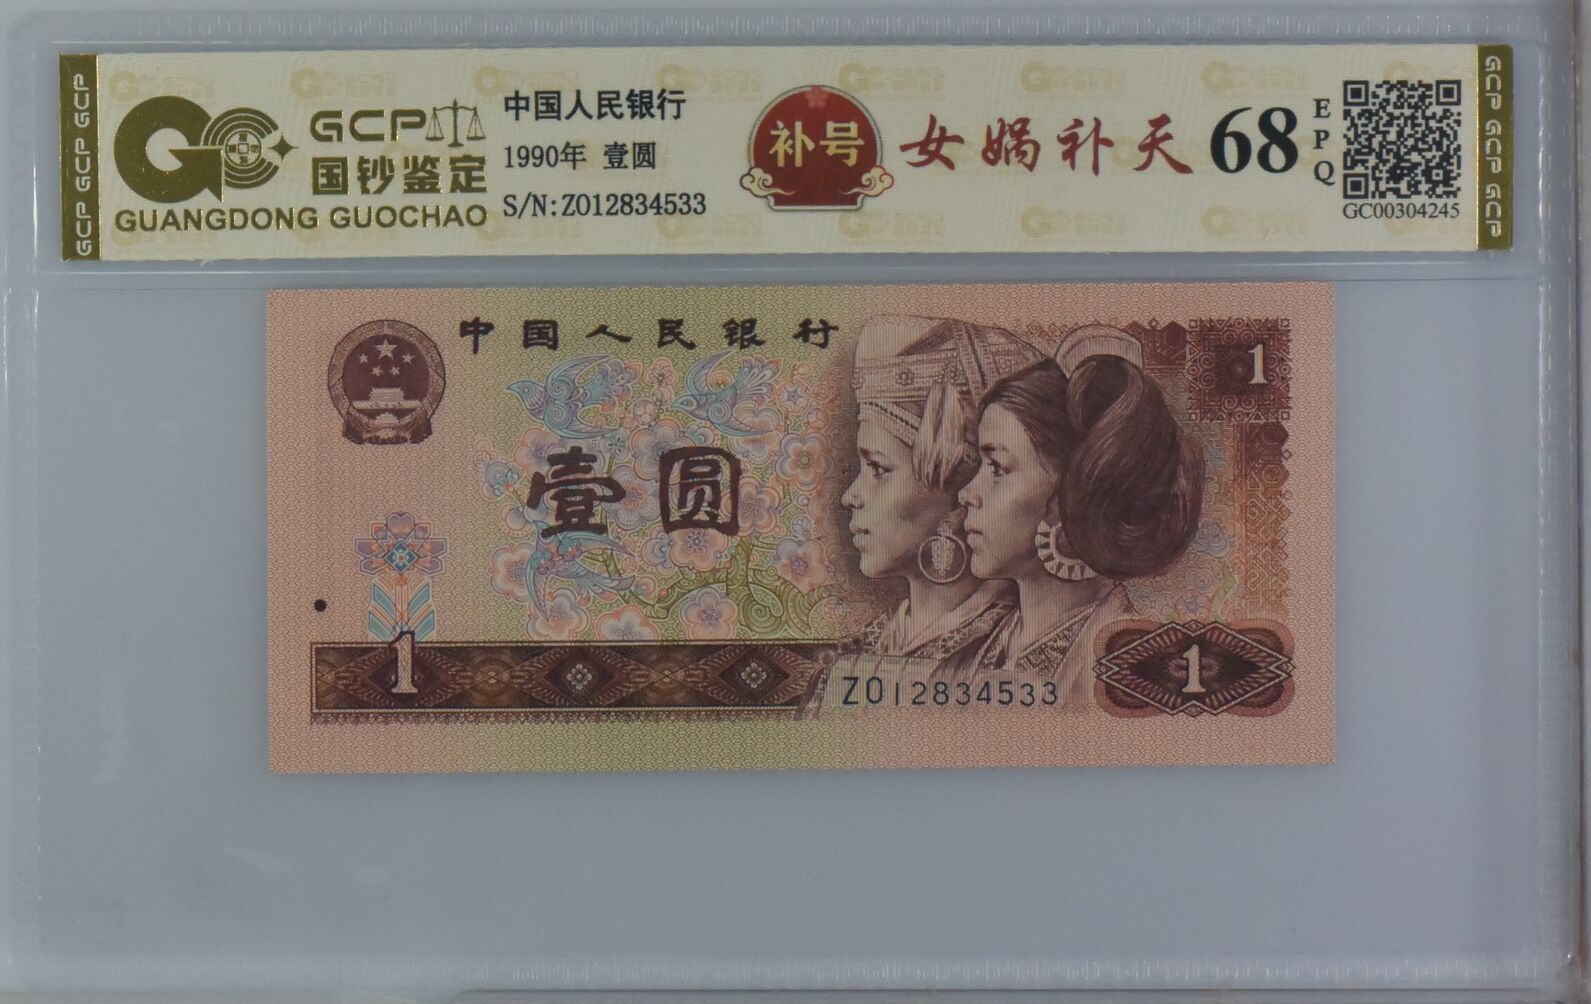 GCP GCP GCP
GCP
国钞鉴定
GUANGDONG GUOCHAO
中国人民银行
1990年 壹圆
S/N:ZO12834533
补号
女娲补天
68
EPQ
GC00304245
GCP GCP GCP
中国人民银行
1
壹圆
1
ZO12834533
1